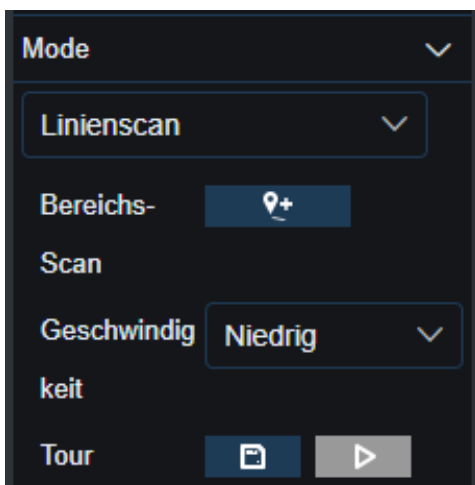 Mode
Linienscan
Bereichs-
Scan
Geschwindig
keit
Niedrig
Tour